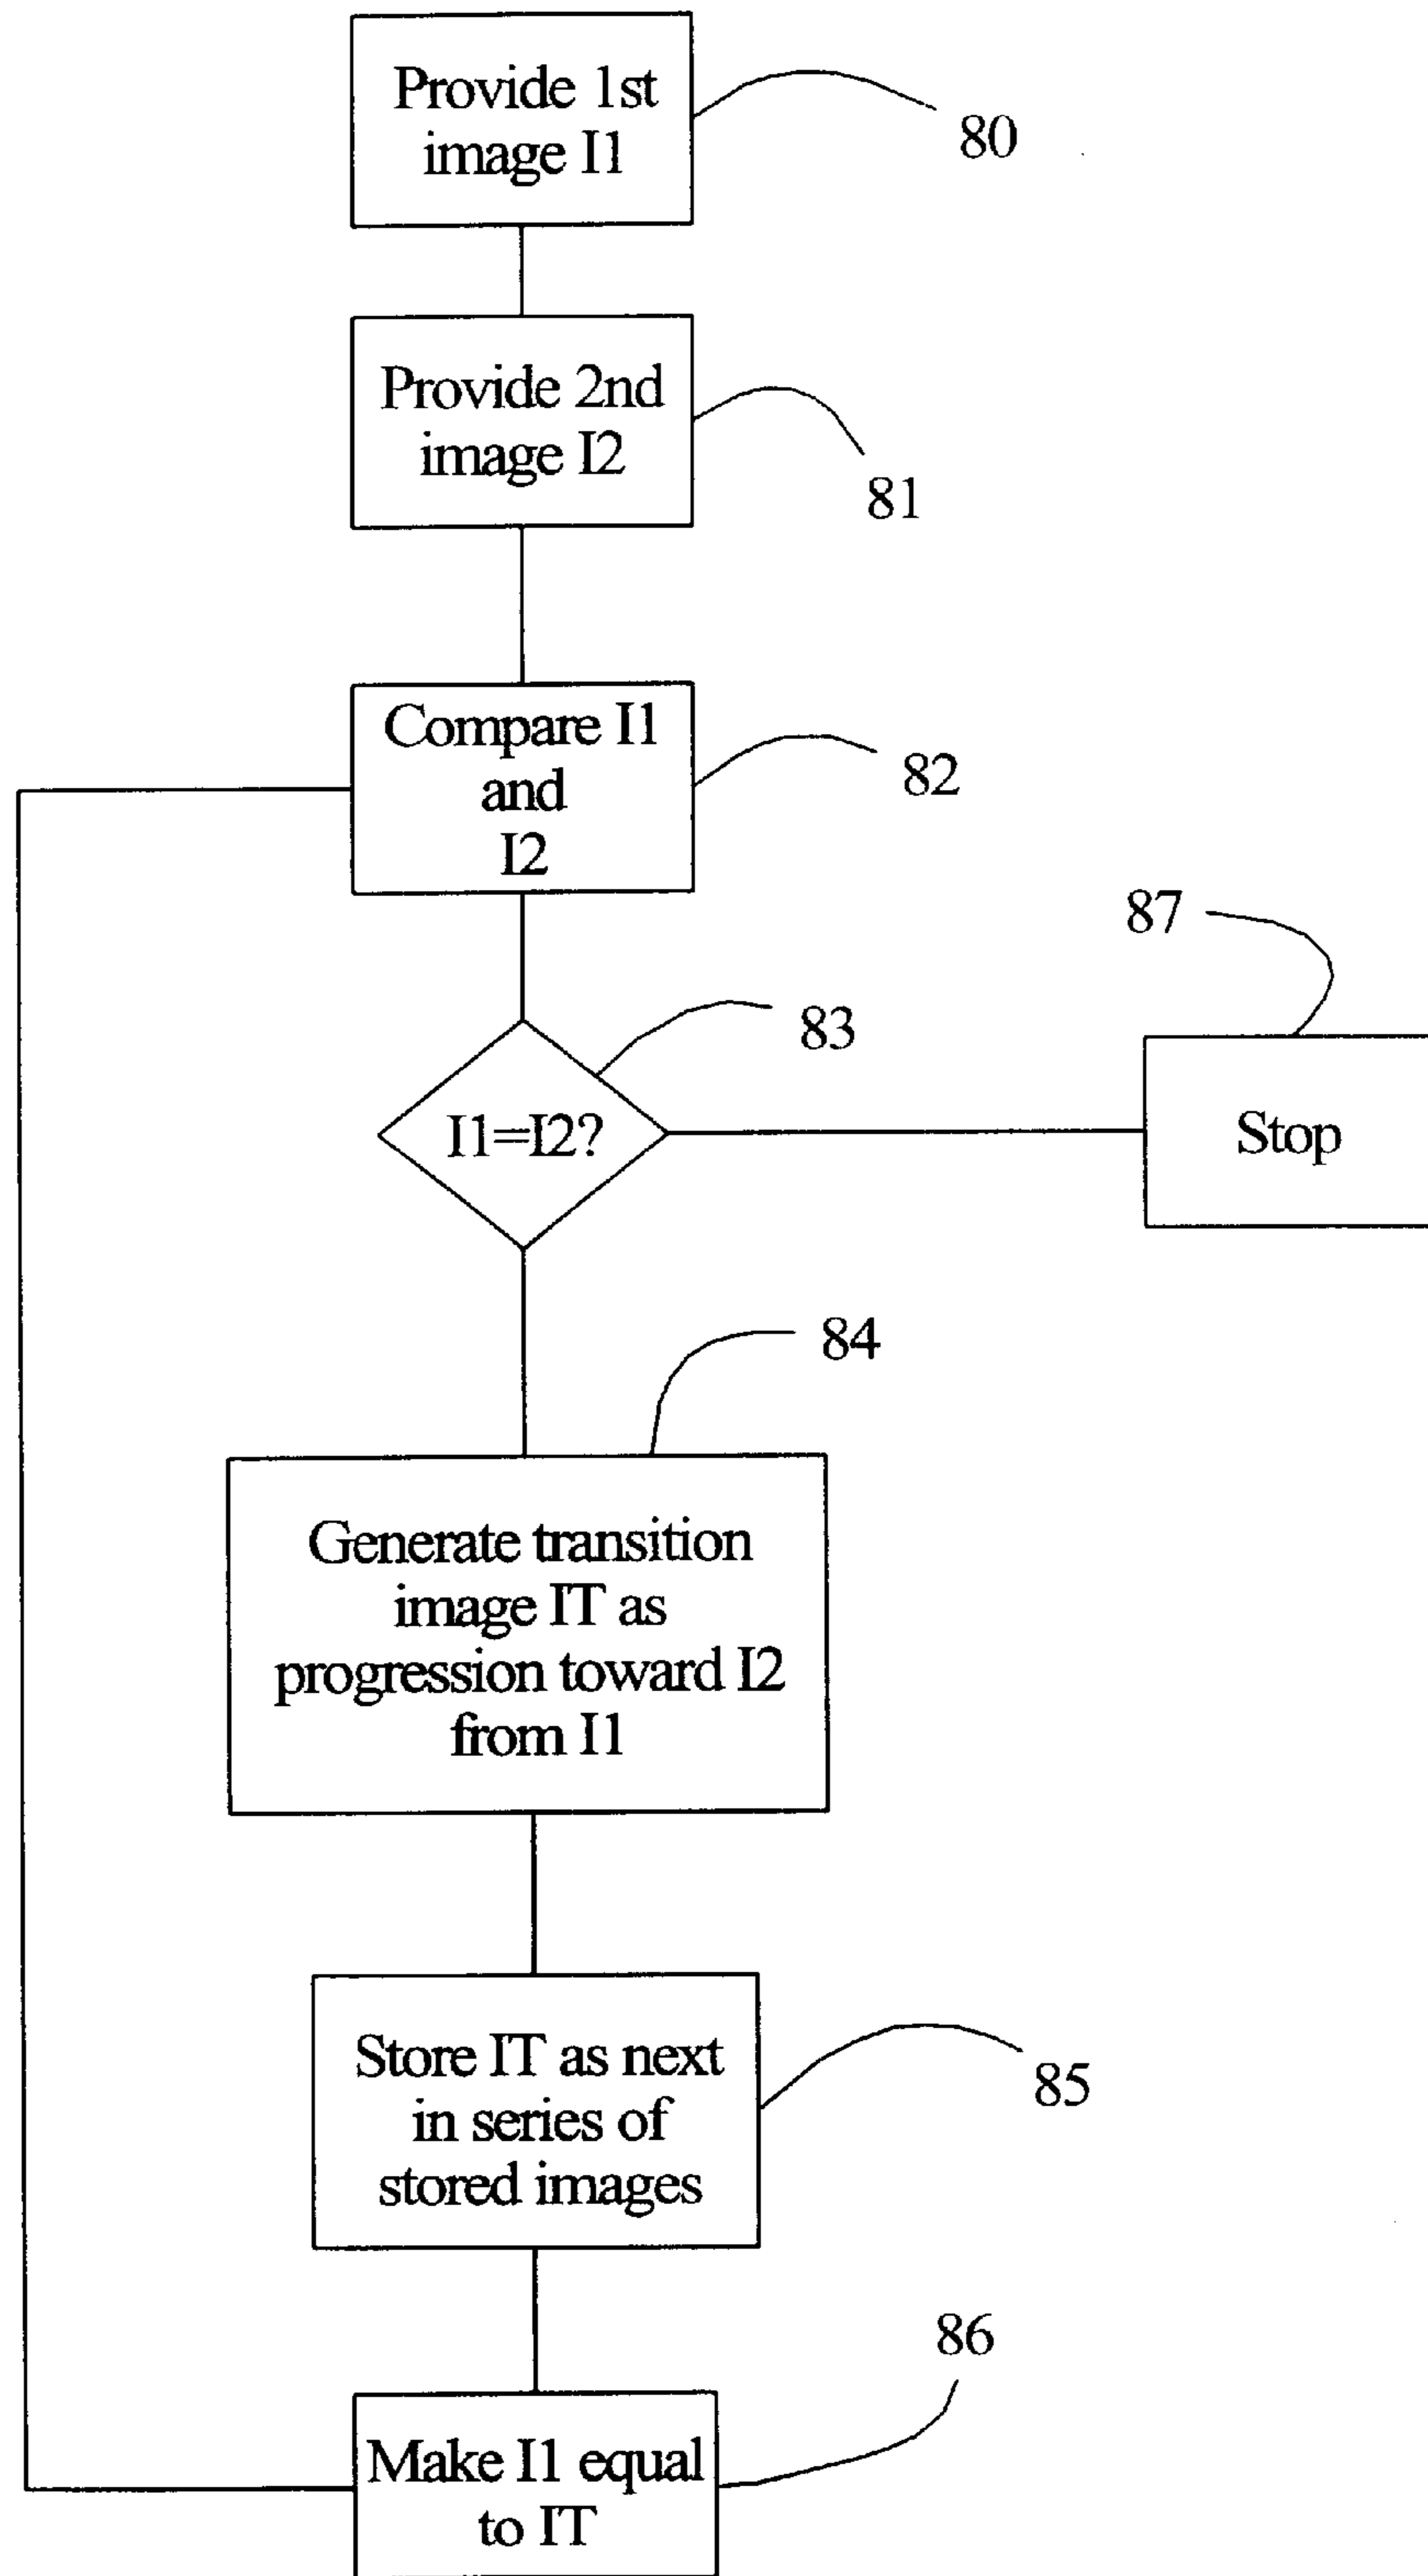 Provide 1st
image I1
80
Provide 2nd
image I2
81
Compare I1
and
I2
82
87
83
I1=I2?
Stop
84
Generate transition
image IT as
progression toward I2
from I1
Store IT as next
in series of
stored images
85
86
Make I1 equal
to IT